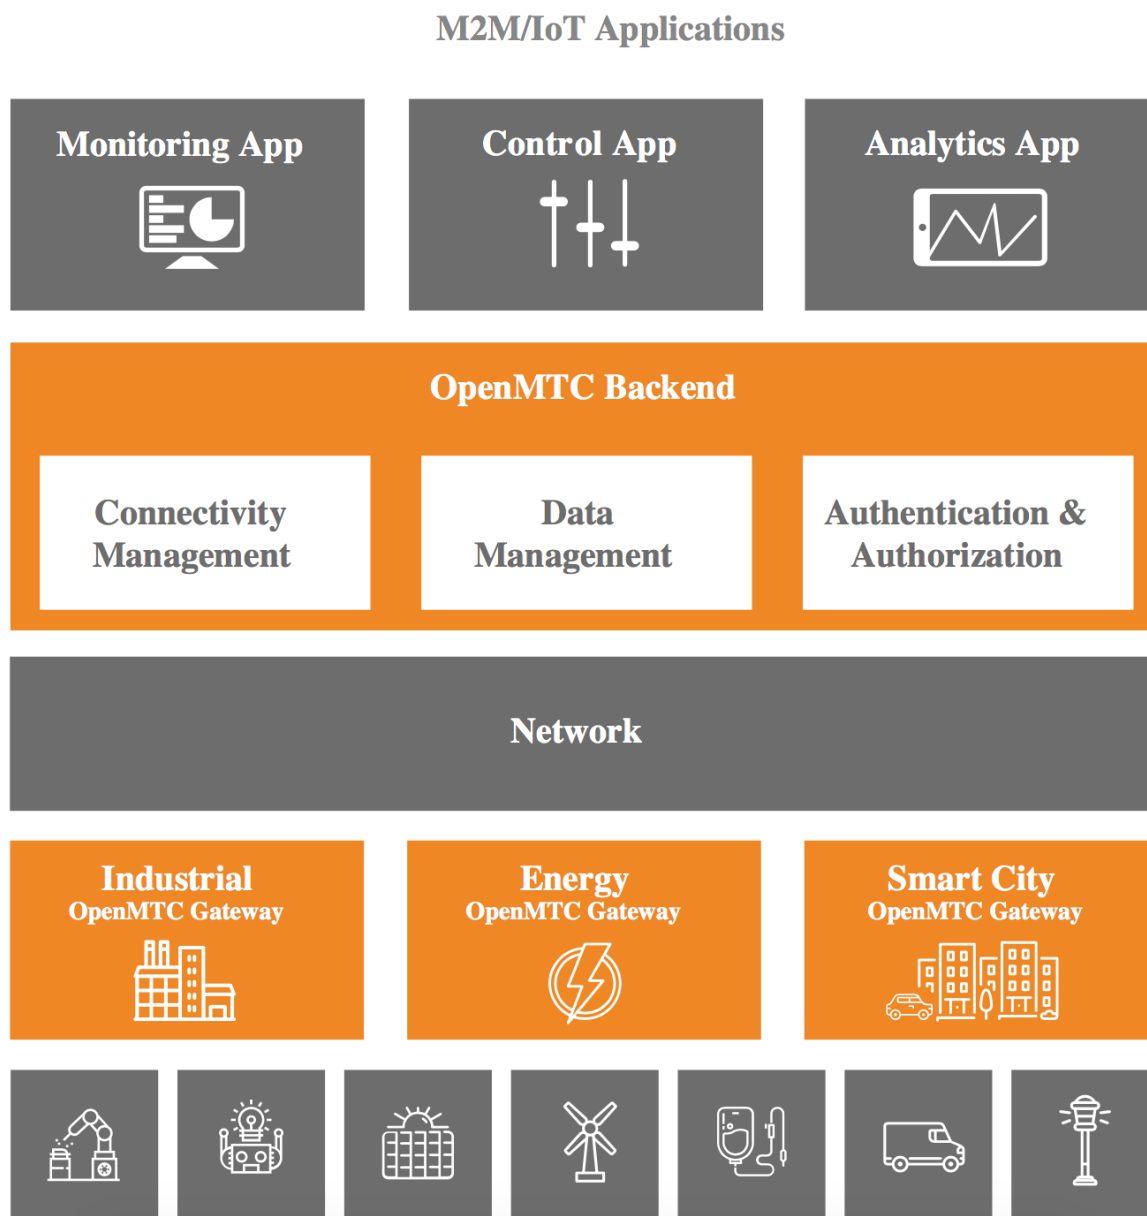 M2M/IoT Applications
Monitoring App
Control App
Analytics App
OpenMTC Backend
Connectivity
Management
Data
Management
Authentication &
Authorization
Network
Industrial
OpenMTC Gateway
Energy
OpenMTC Gateway
Smart City
OpenMTC Gateway